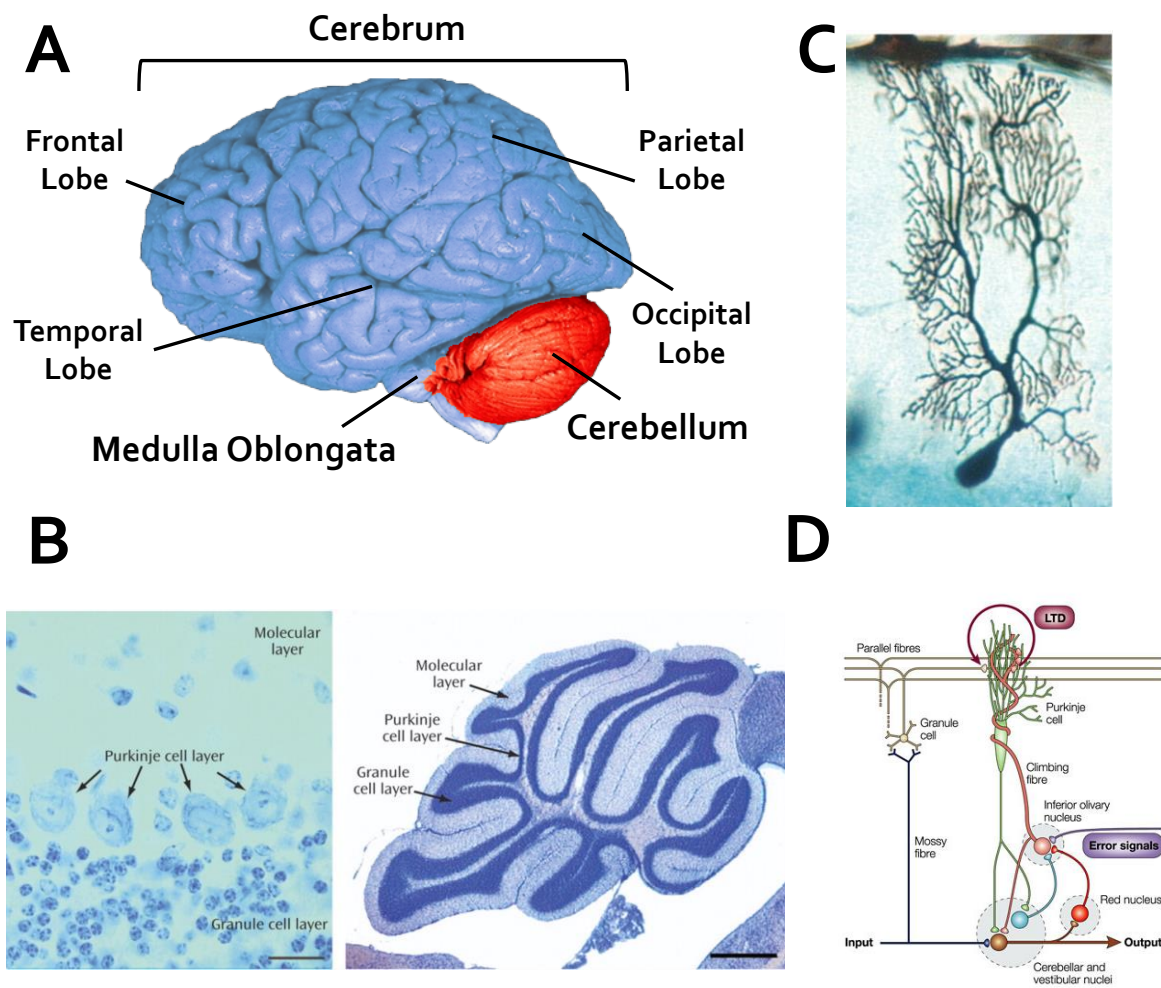 A
Cerebrum
Frontal
Lobe
Parietal
Lobe
Temporal
Lobe
Occipital
Lobe
Medulla Oblongata
Cerebellum
C
B
Molecular
layer
Purkinje cell layer
Granule cell layer
Molecular
layer
Purkinje
cell layer
Granule
cell layer
D
LTD
Parallel fibres
Purkinje
cell
Granule
cell
Climbing
fibre
Inferior olivary
nucleus
Error signals
Mossy
fibre
Red nucleus
Input
Output
Cerebellar and
vestibular nuclei